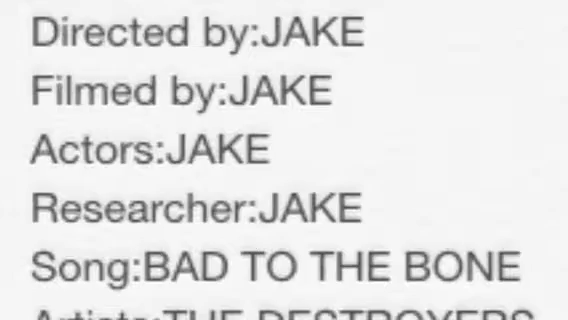 Directed by:JAKE
Filmed by:JAKE
Actors:JAKE
Researcher:JAKE
Song:BAD TO THE BONE
Artists:THE DESTROYERS